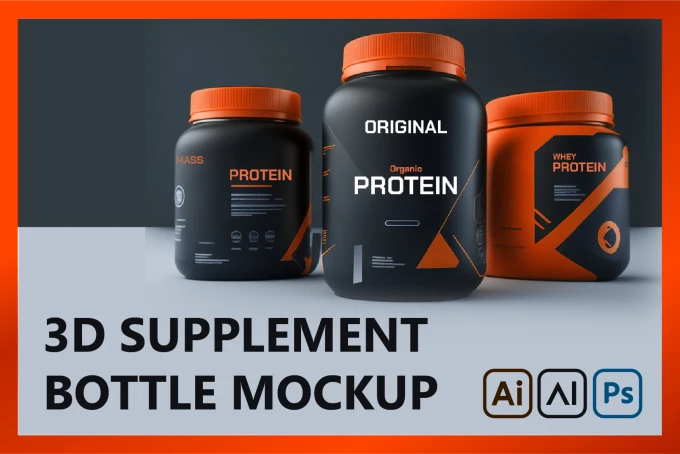 MASS
PROTEIN
ORIGINAL
Organic
PROTEIN
WHEY
PROTEIN
3D SUPPLEMENT
BOTTLE MOCKUP
Ai
AI
Ps